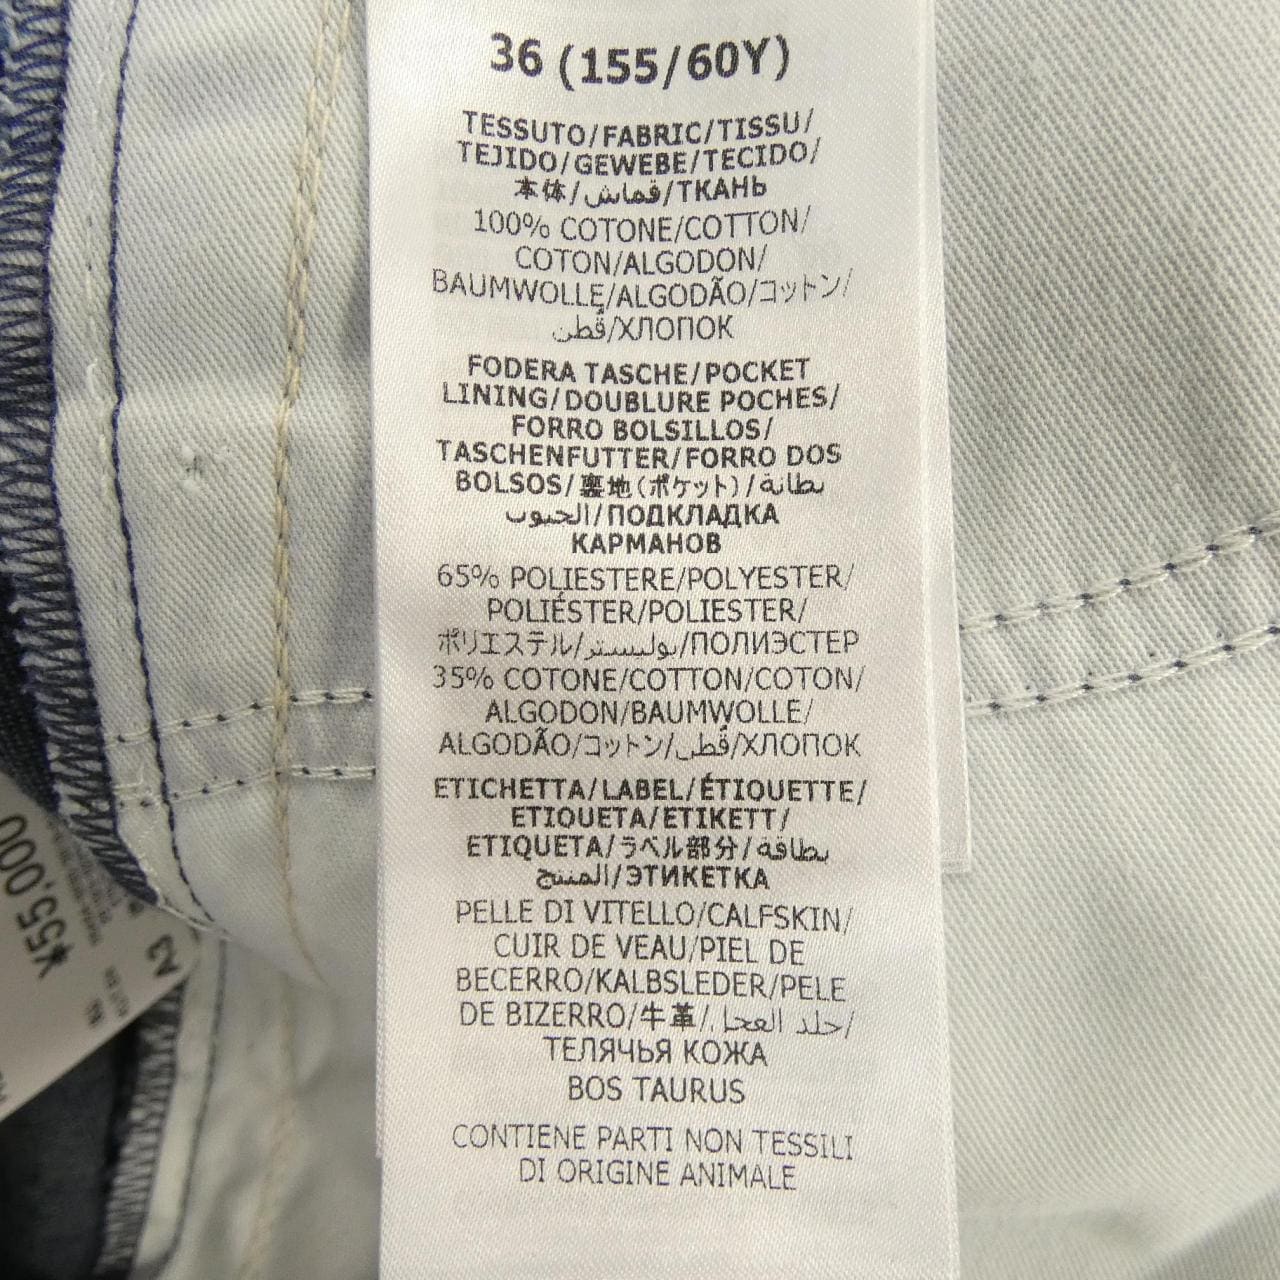 36 (155/60Y)
TESSUTO/FABRIC/TISSU/
TEJIDO/GEWEBE/TECIDO/
本体/قماش/ТКАНЬ
100% COTONE/COTTON/
COTON/ALGODON/
BAUMWOLLE/ALGODÃO/コットン/
قطن/ХЛОПОК
FODERA TASCHE/POCKET
LINING/DOUBLURE POCHES/
FORRO BOLSILLOS/
TASCHENFUTTER/FORRO DOS
BOLSOS/裏地(ポケット)/بطانة
الجيوب/ПОДКЛАДКА
КАРМАНОВ
65% POLIESTERE/POLYESTER/
POLIÉSTER/POLIESTER/
ポリエステル/بوليستر/ПОЛИЭСТЕР
35% COTONE/COTTON/COTON/
ALGODON/BAUMWOLLE/
ALGODÃO/コットン/قطن/ХЛОПОК
ETICHETTA/LABEL/ÉTIQUETTE/
ETIQUETA/ETIKETT/
ETIQUETA/ラベル部分/بطاقة
المنتج/ЭТИКЕТКА
PELLE DI VITELLO/CALFSKIN/
CUIR DE VEAU/PIEL DE
BECERRO/KALBSLEDER/PELE
DE BIZERRO/牛革/جلد العجل/
ТЕЛЯЧЬЯ КОЖА
BOS TAURUS
CONTIENE PARTI NON TESSILI
DI ORIGINE ANIMALE
¥55.000
A3